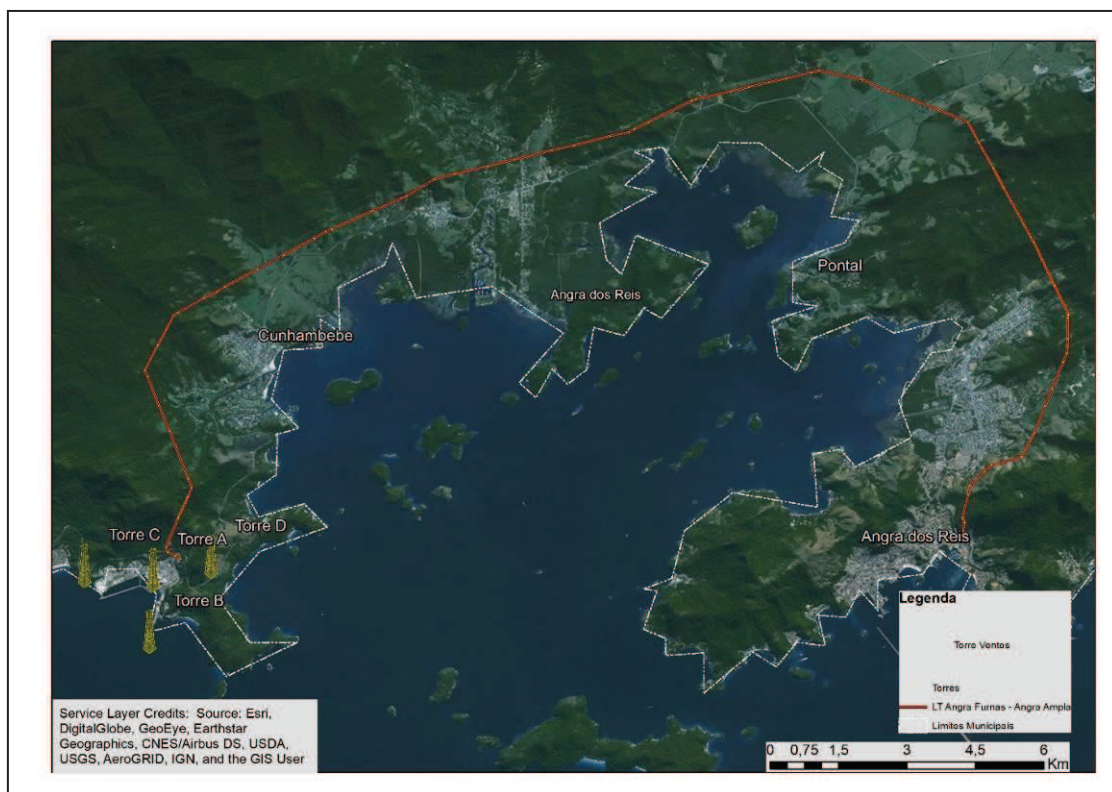 Pontal
Angra dos Reis
Cunhambebe
Torre D
Torre C
Torre A
Angra dos Reis
Torre B
Legenda
Torre Ventos
Torres
LT Angra Furnas - Angra Ampla
Limites Municipais
Service Layer Credits: Source: Esri,
DigitalGlobe, GeoEye, Earthstar
Geographics, CNES/Airbus DS, USDA,
USGS, AeroGRID, IGN, and the GIS User
0 0,75 1,5 3 4,5 6
Km